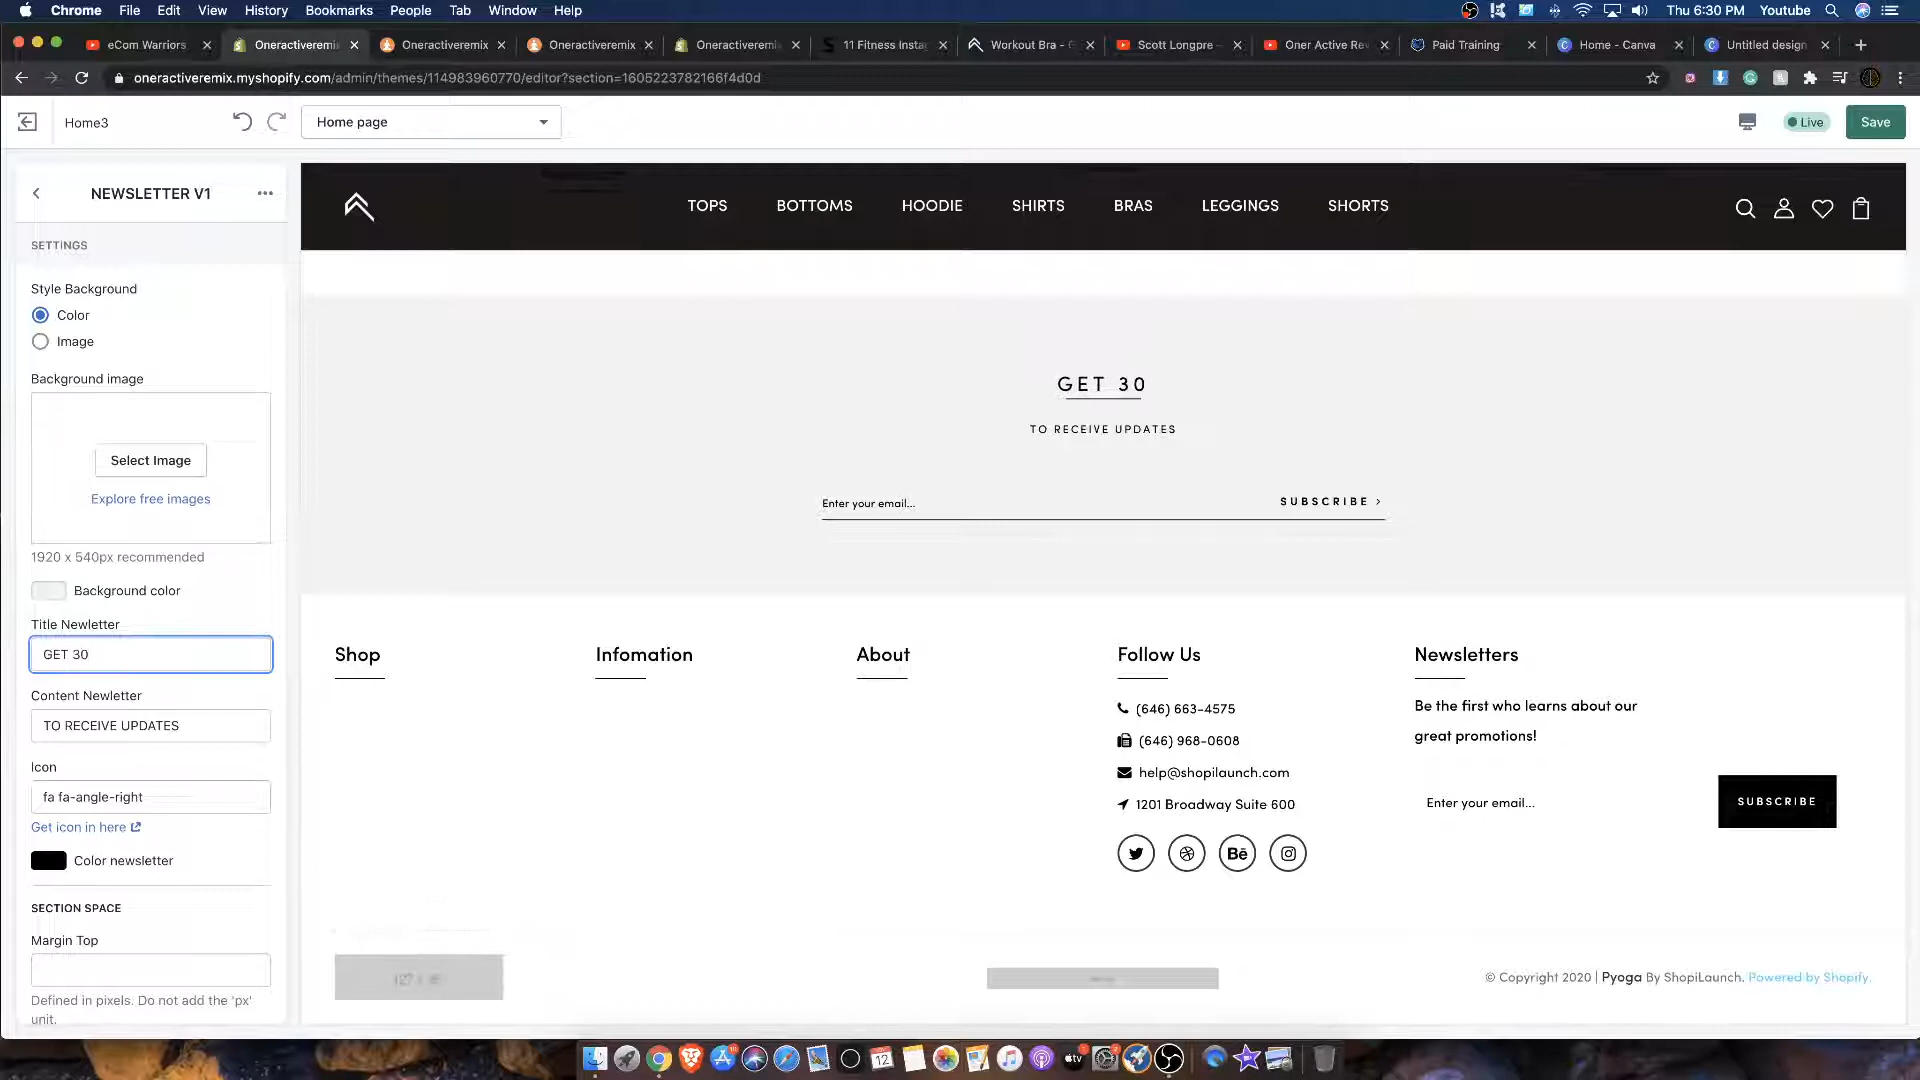 Chrome File Edit View History Bookmarks People Tab Window Help Thu 6:30 PM Youtube
eCom Warriors Oneractiveremix Oneractiveremix Oneractiveremix Oneractiveremix 11 Fitness Insta Workout Bra - Scott Longpre Oner Active Re Paid Training Home - Canva Untitled design
oneractiveremix.myshopify.com/admin/themes/114983960770/editor?section=1605223782166f4d0d
Home3
Home page
Live
Save
NEWSLETTER V1
SETTINGS
Style Background
Color
Image
Background image
Select Image
Explore free images
1920 x 540px recommended
Background color
Title Newletter
GET 30
Content Newletter
TO RECEIVE UPDATES
Icon
fa fa-angle-right
Get icon in here
Color newsletter
SECTION SPACE
Margin Top
Defined in pixels. Do not add the 'px'
unit.
TOPS BOTTOMS HOODIE SHIRTS BRAS LEGGINGS SHORTS
GET 30
TO RECEIVE UPDATES
Enter your email... SUBSCRIBE >
Shop
Infomation
About
Follow Us
(646) 663-4575
(646) 968-0608
help@shopilaunch.com
1201 Broadway Suite 600
Bē
Newsletters
Be the first who learns about our
great promotions!
Enter your email...
SUBSCRIBE
© Copyright 2020 | Pyoga By ShopiLaunch. Powered by Shopify.
12
tv